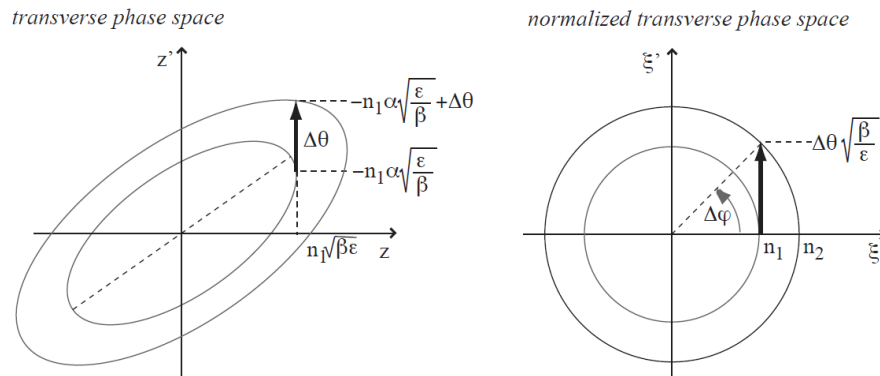 transverse phase space
z'
−n₁α√(ε/β)+Δθ
Δθ
−n₁α√(ε/β)
n₁√βε
z
normalized transverse phase space
ξ'
Δθ√(β/ε)
Δφ
n₁
n₂
ξ